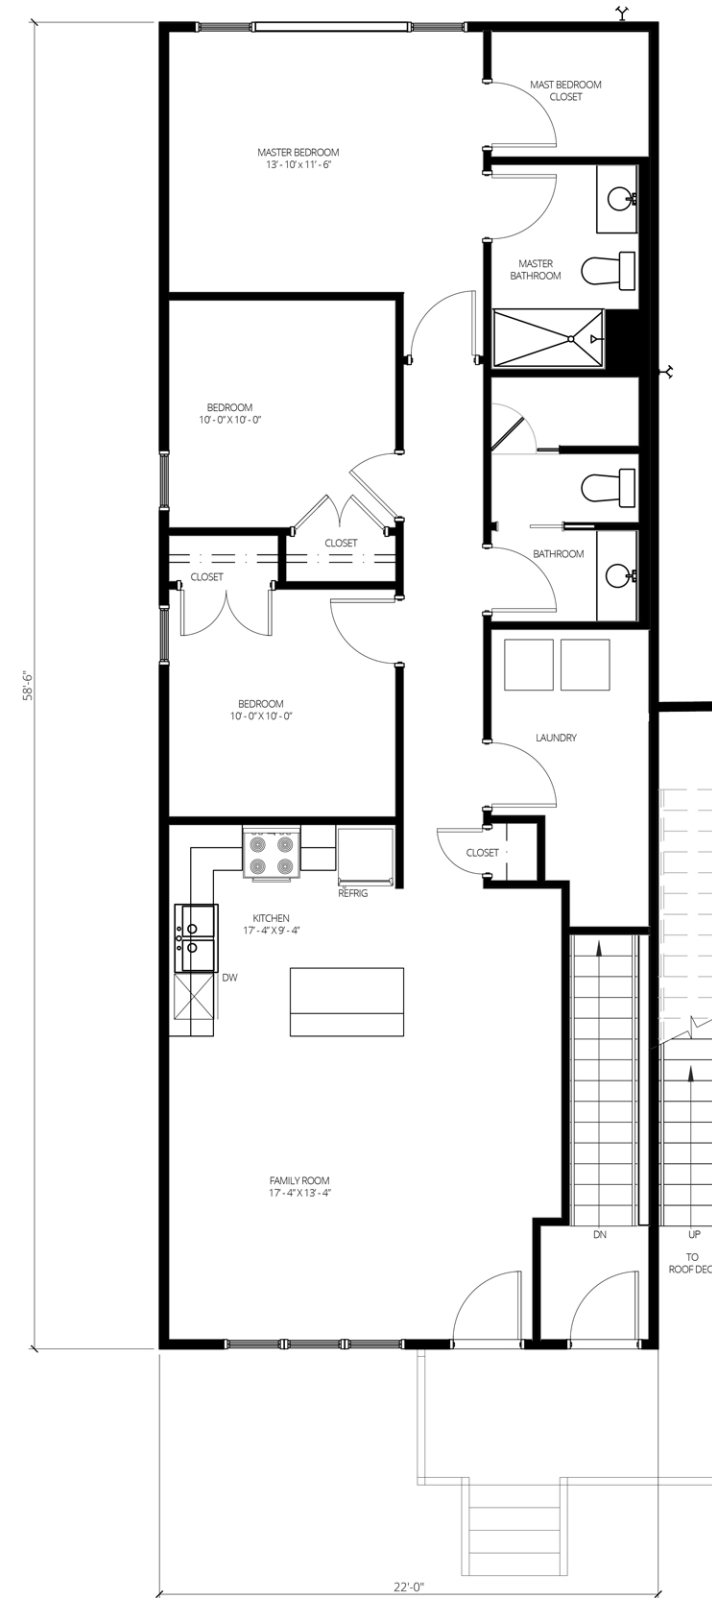 MAST BEDROOM
CLOSET
MASTER BEDROOM
13' - 10' x 11' - 6"
MASTER
BATHROOM
BEDROOM
10' - 0" X 10' - 0"
CLOSET
BATHROOM
CLOSET
58'-6"
BEDROOM
10' - 0" X 10' - 0"
LAUNDRY
CLOSET
REFRIG
KITCHEN
17' - 4" X 9' - 4"
DW
FAMILY ROOM
17' - 4" X 13' - 4"
DN
UP
TO
ROOF DEC
22'-0"